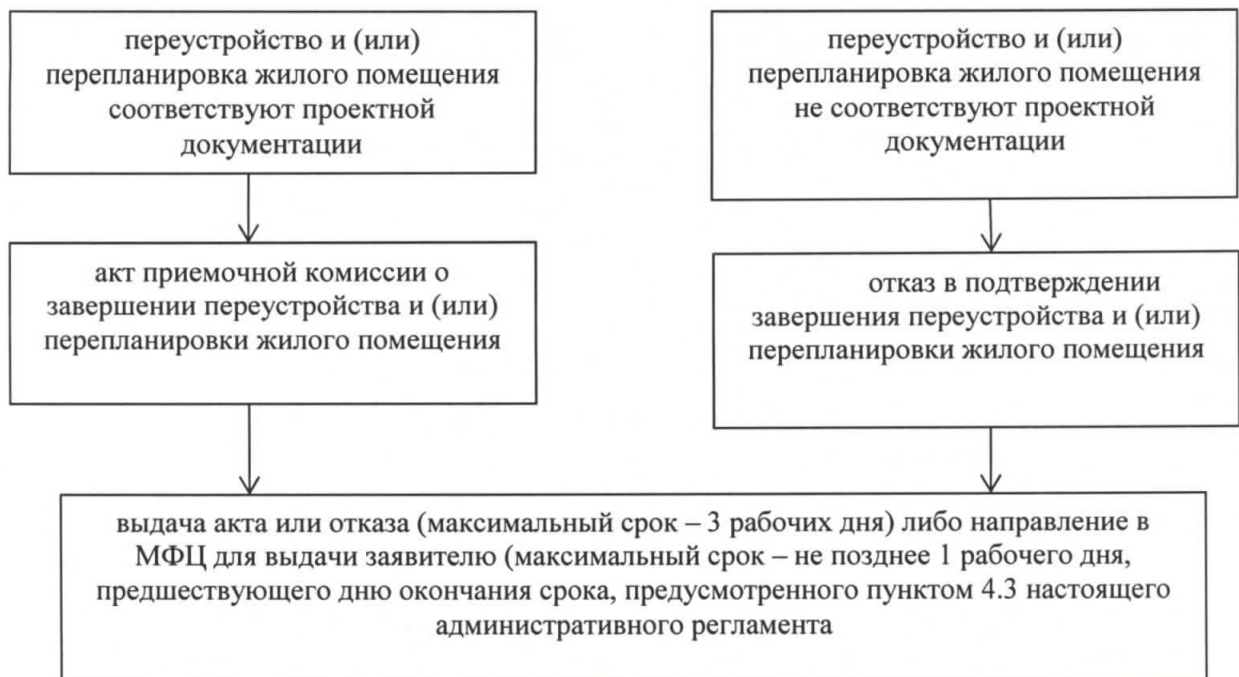 переустройство и (или)
перепланировка жилого помещения
соответствуют проектной
документации
переустройство и (или)
перепланировка жилого помещения
не соответствуют проектной
документации
акт приемочной комиссии о
завершении переустройства и (или)
перепланировки жилого помещения
отказ в подтверждении
завершения переустройства и (или)
перепланировки жилого помещения
выдача акта или отказа (максимальный срок – 3 рабочих дня) либо направление в
МФЦ для выдачи заявителю (максимальный срок – не позднее 1 рабочего дня,
предшествующего дню окончания срока, предусмотренного пунктом 4.3 настоящего
административного регламента